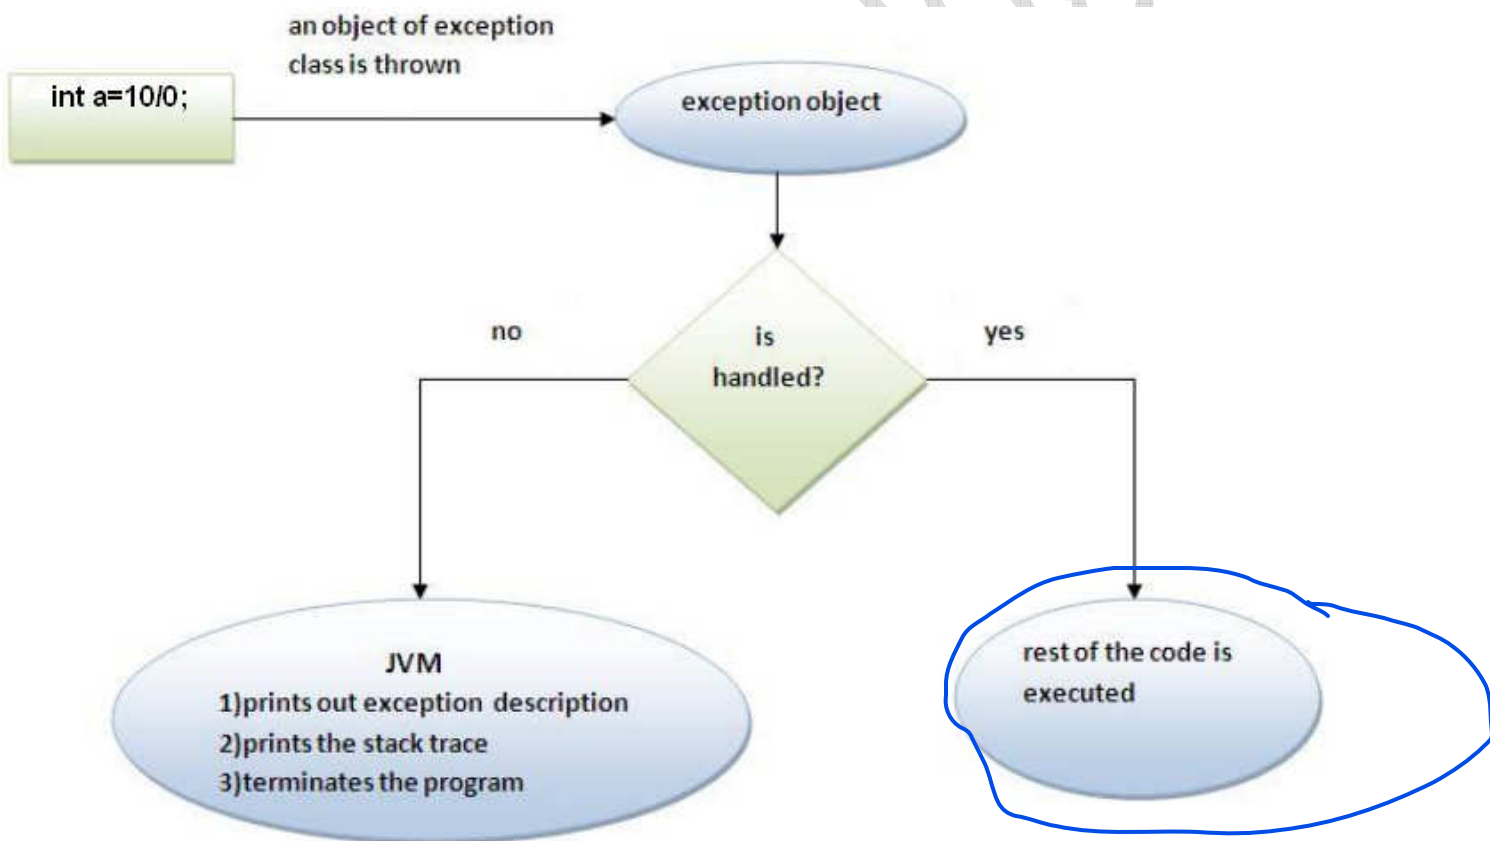 an object of exception
class is thrown
int a=10/0;
exception object
no
is
handled?
yes
JVM
1)prints out exception description
2)prints the stack trace
3)terminates the program
rest of the code is
executed